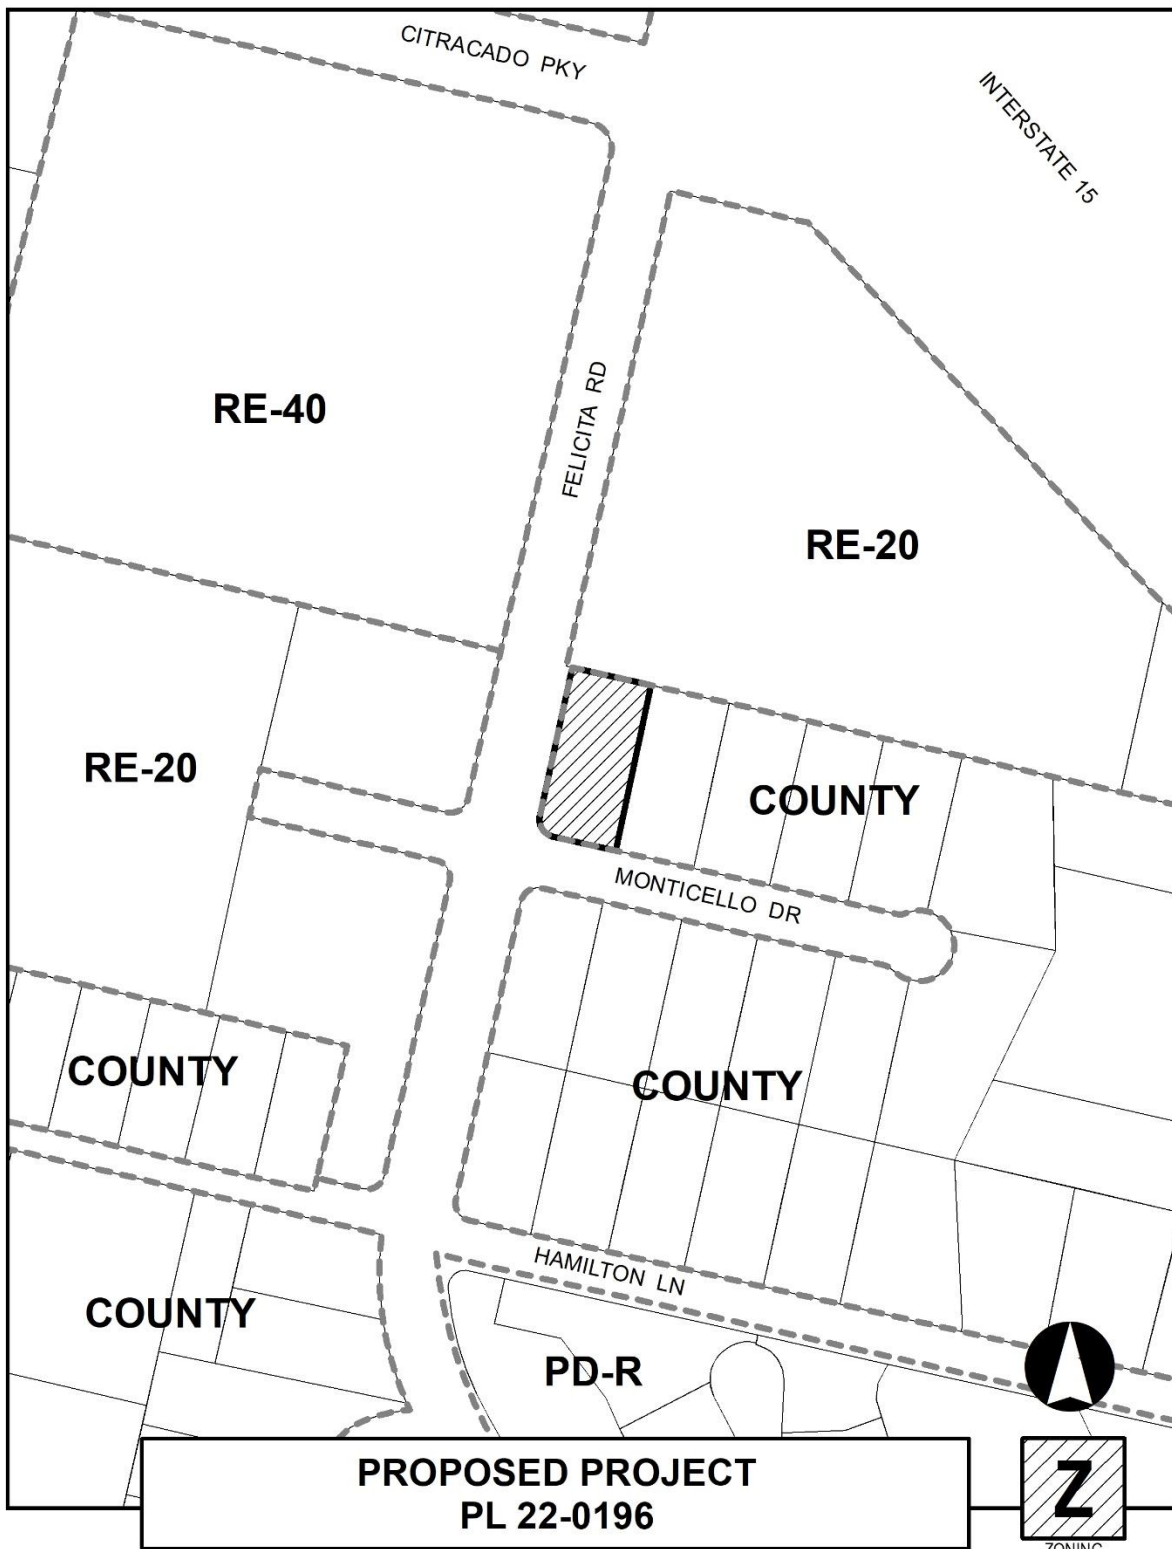 CITRACADO PKY
INTERSTATE 15
FELICITA RD
RE-40
RE-20
RE-20
COUNTY
MONTICELLO DR
COUNTY
COUNTY
HAMILTON LN
COUNTY
PD-R
PROPOSED PROJECT
PL 22-0196
Z
ZONING